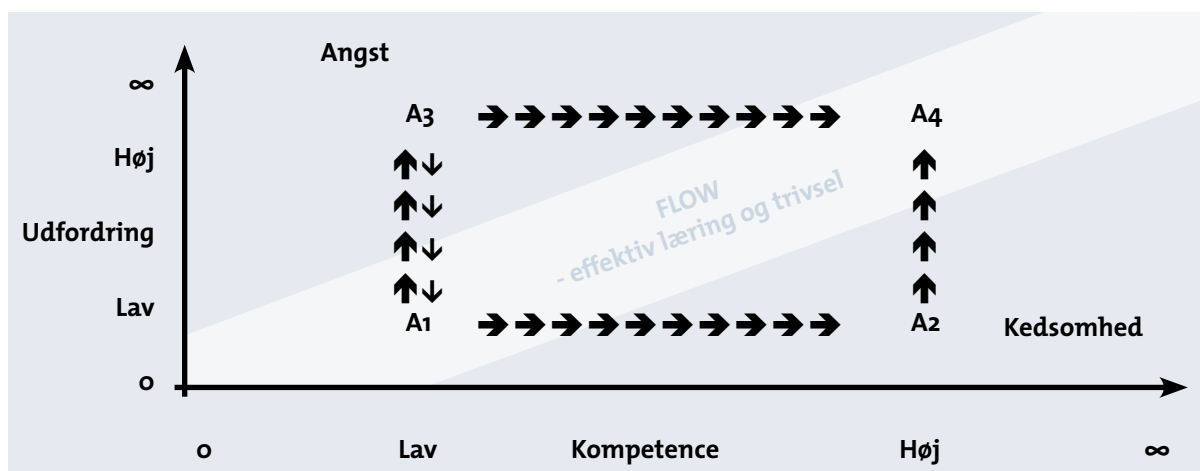 Angst
∞
A3
A4
Høj
FLOW
- effektiv læring og trivsel
Udfordring
Lav
A1
A2
Kedsomhed
0
0
Lav
Kompetence
Høj
∞